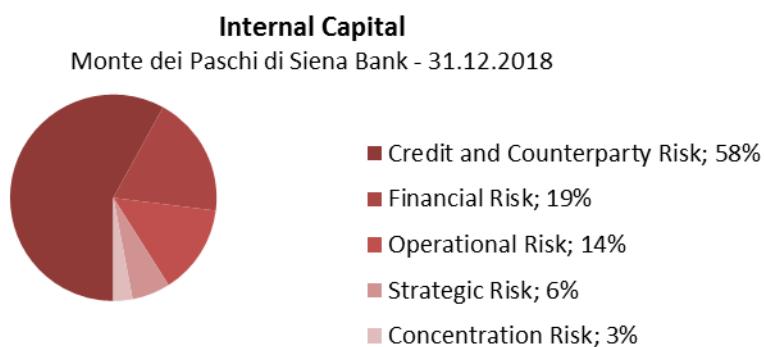 Internal Capital
Monte dei Paschi di Siena Bank - 31.12.2018
Credit and Counterparty Risk; 58%
Financial Risk; 19%
Operational Risk; 14%
Strategic Risk; 6%
Concentration Risk; 3%